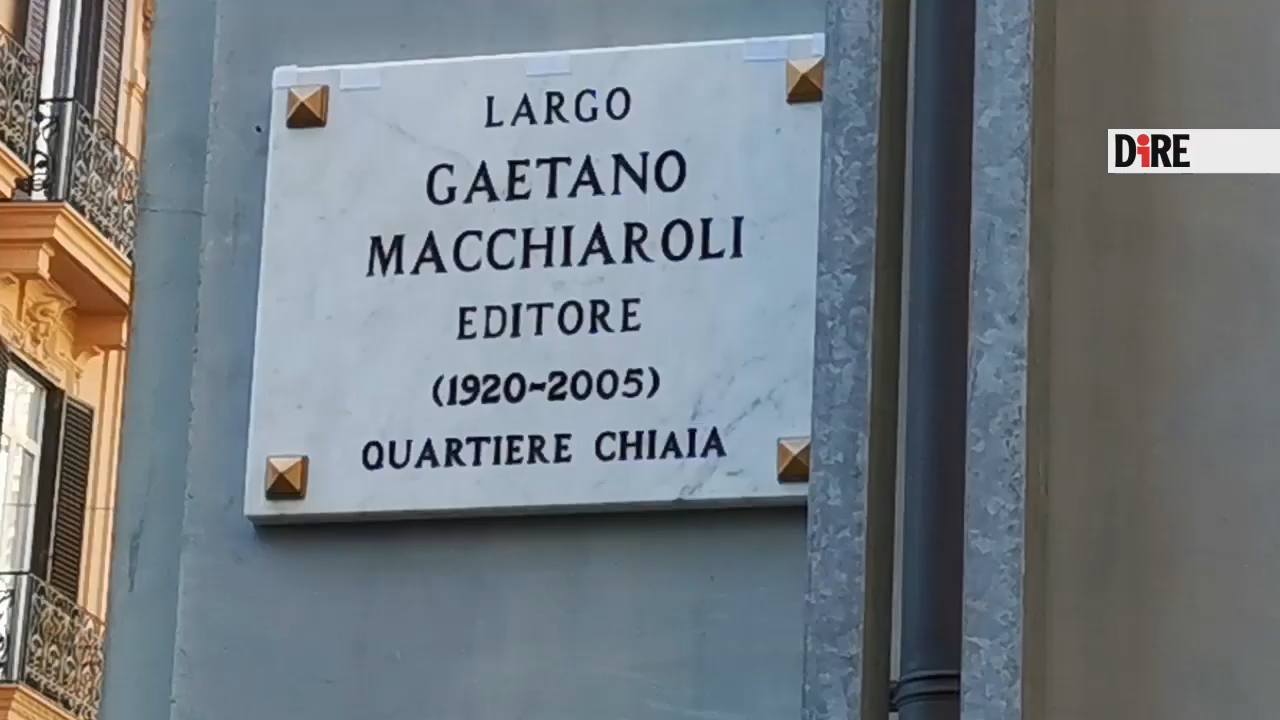 LARGO
GAETANO
MACCHIAROLI
EDITORE
(1920-2005)
QUARTIERE CHIAIA
DiRE